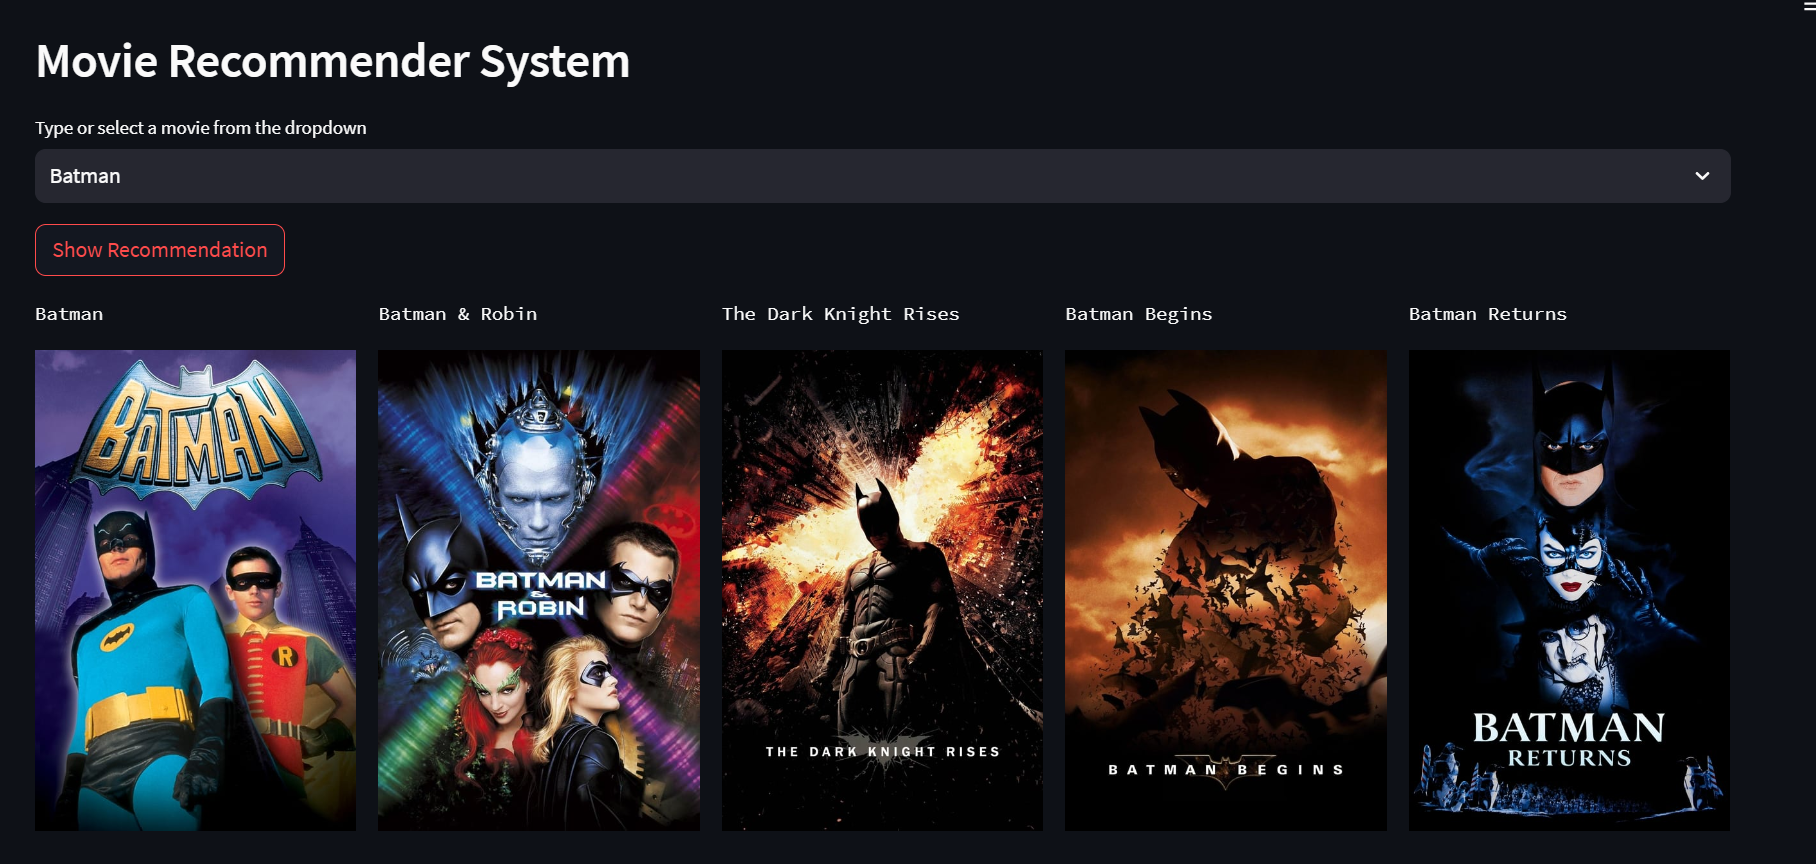 Movie Recommender System
Type or select a movie from the dropdown
Batman
Show Recommendation
Batman
Batman & Robin
The Dark Knight Rises
Batman Begins
Batman Returns
BATMAN
R
BATMAN
&
ROBIN
THE DARK KNIGHT RISES
BATMAN BEGINS
BATMAN
RETURNS